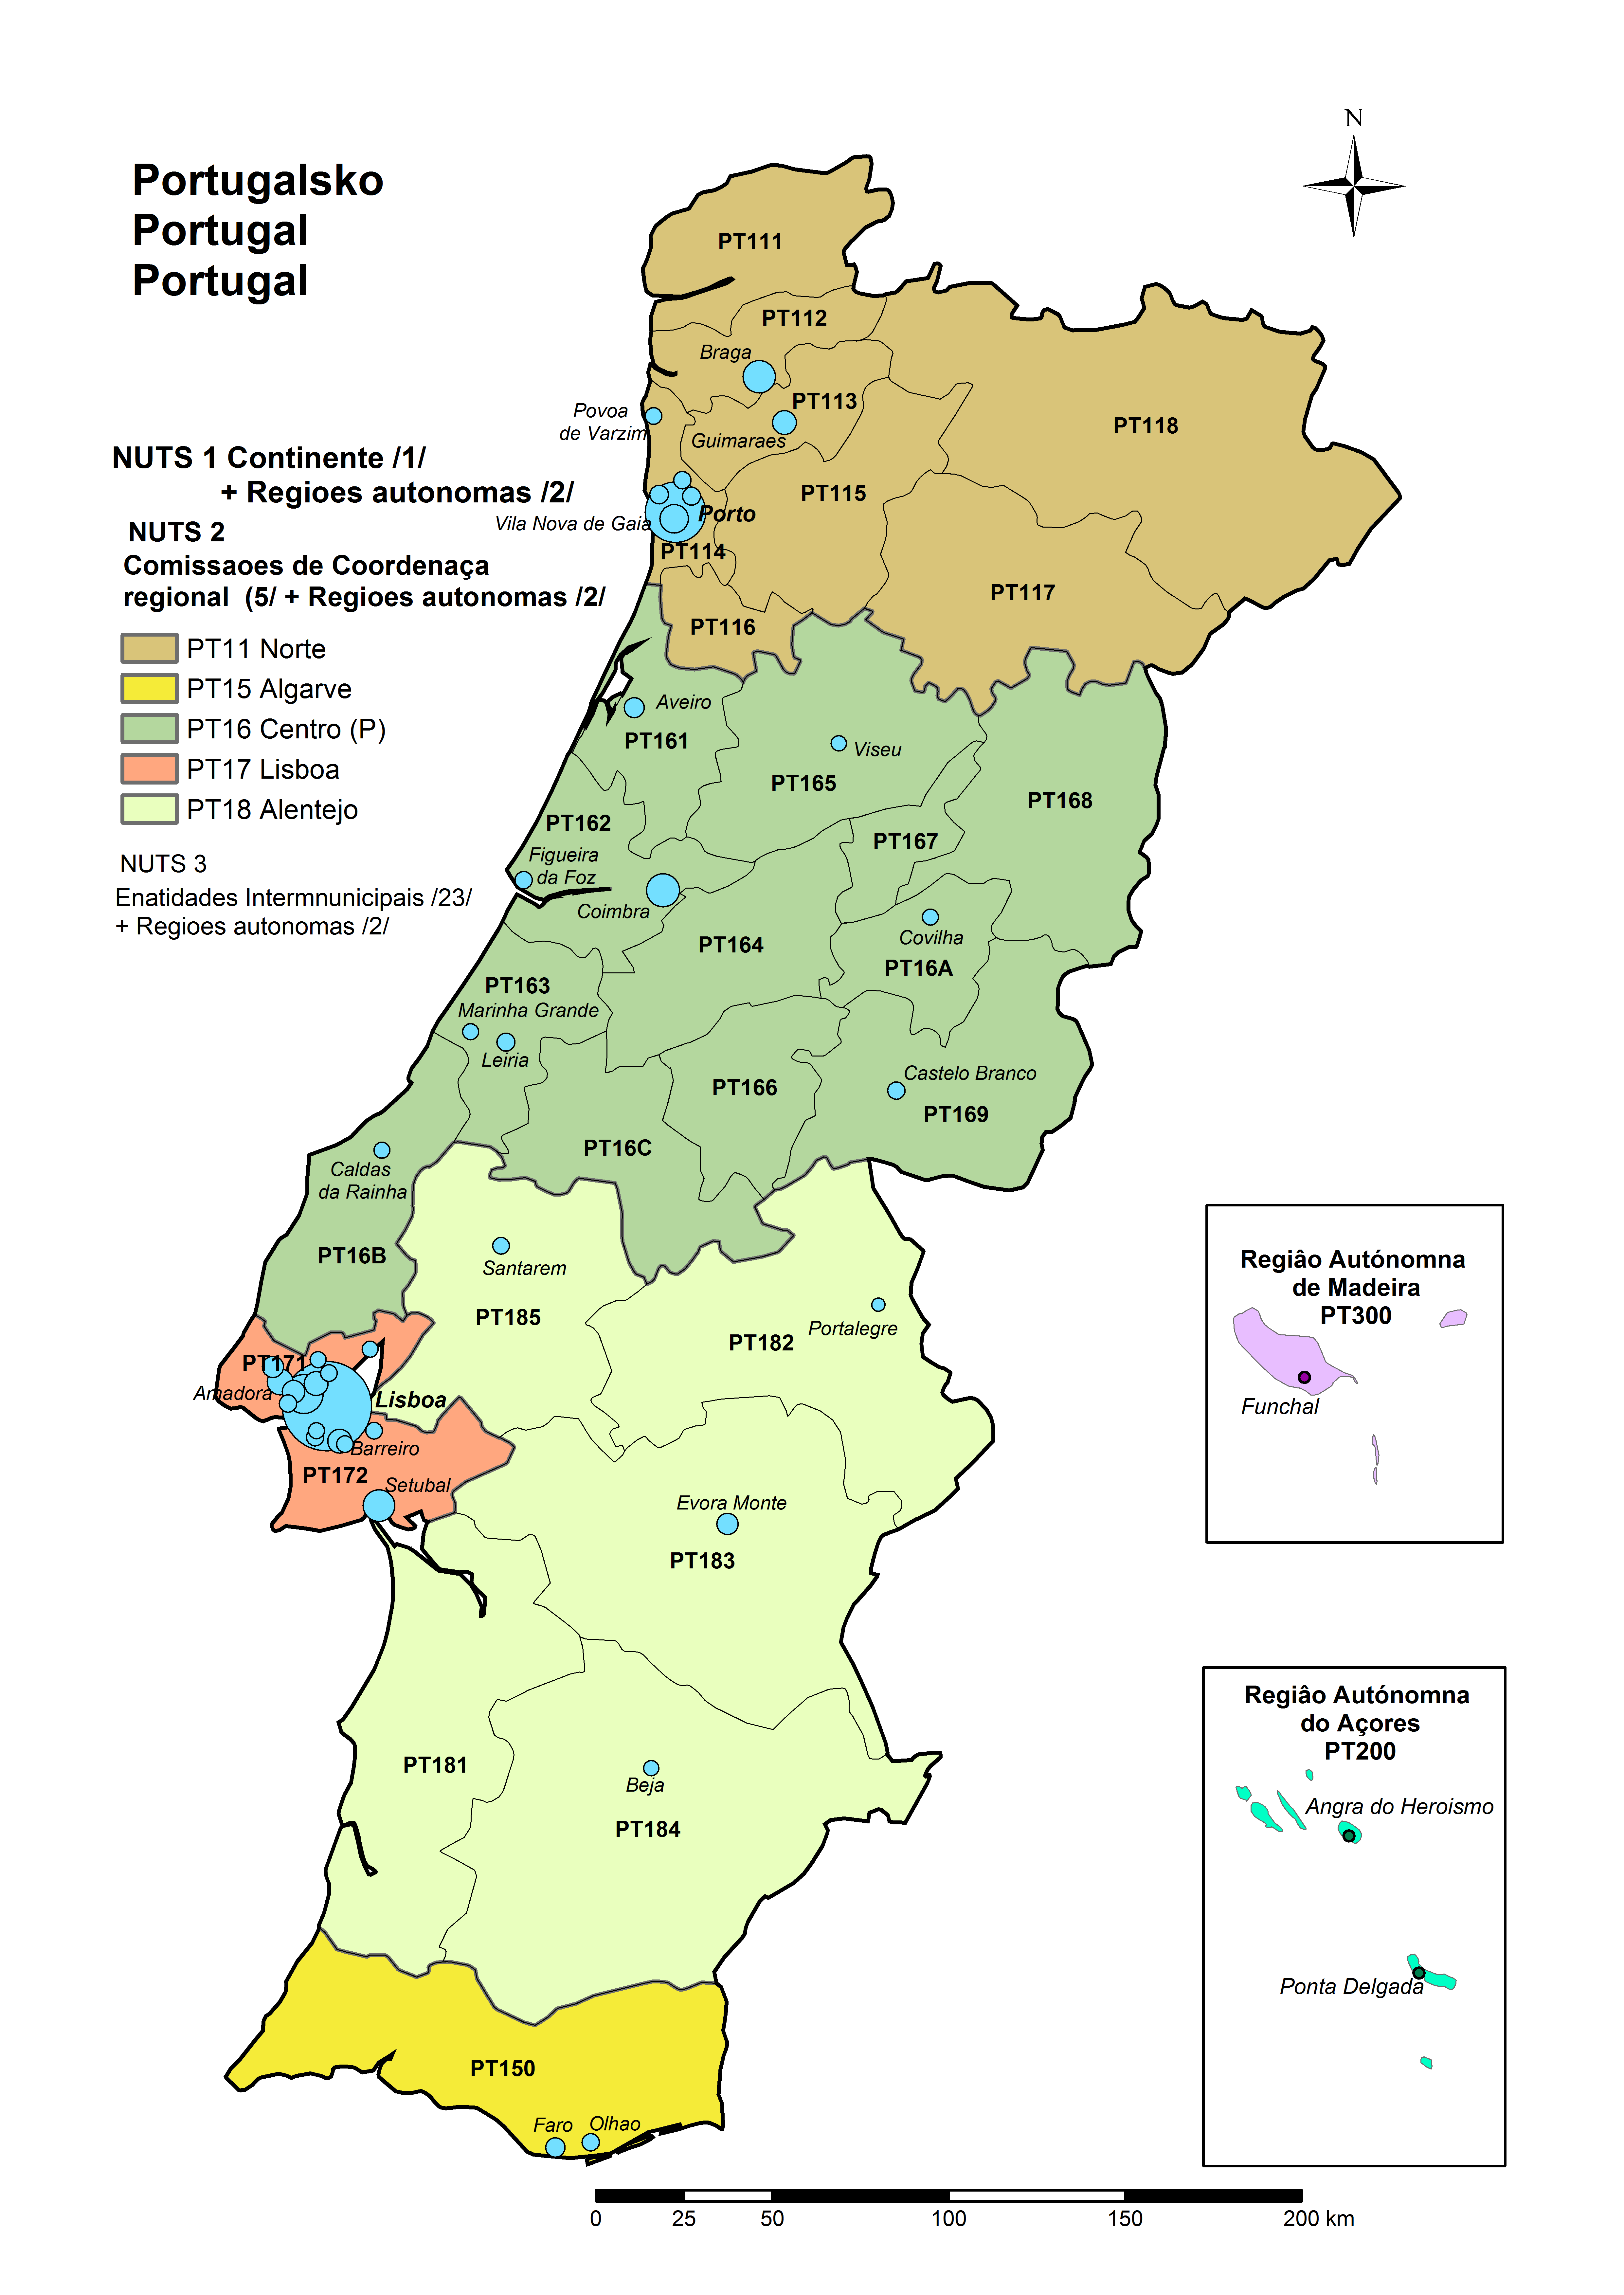 N
Portugalsko
Portugal
Portugal
NUTS 1 Continente /1/
+ Regioes autonomas /2/
NUTS 2
Comissaoes de Coordenaça
regional (5/ + Regioes autonomas /2/
PT11 Norte
PT15 Algarve
PT16 Centro (P)
PT17 Lisboa
PT18 Alentejo
NUTS 3
Enatidades Intermnunicipais /23/
+ Regioes autonomas /2/
PT111
PT112
Braga
PT113
Povoa
de Varzim
Guimaraes
PT118
PT115
Porto
Vila Nova de Gaia
PT114
PT117
PT116
Aveiro
PT161
Viseu
PT165
PT168
PT162
PT167
Figueira
da Foz
Coimbra
Covilha
PT164
PT16A
PT163
Marinha Grande
Leiria
Castelo Branco
PT166
PT169
PT16C
Caldas
da Rainha
PT16B
Santarem
PT185
Portalegre
PT182
PT171
Amadora
Lisboa
Barreiro
PT172
Setubal
Evora Monte
PT183
PT181
Beja
PT184
PT150
Faro
Olhao
Regiâo Autónomna
de Madeira
PT300
Funchal
Regiâo Autónomna
do Açores
PT200
Angra do Heroismo
Ponta Delgada
0 25 50 100 150 200 km